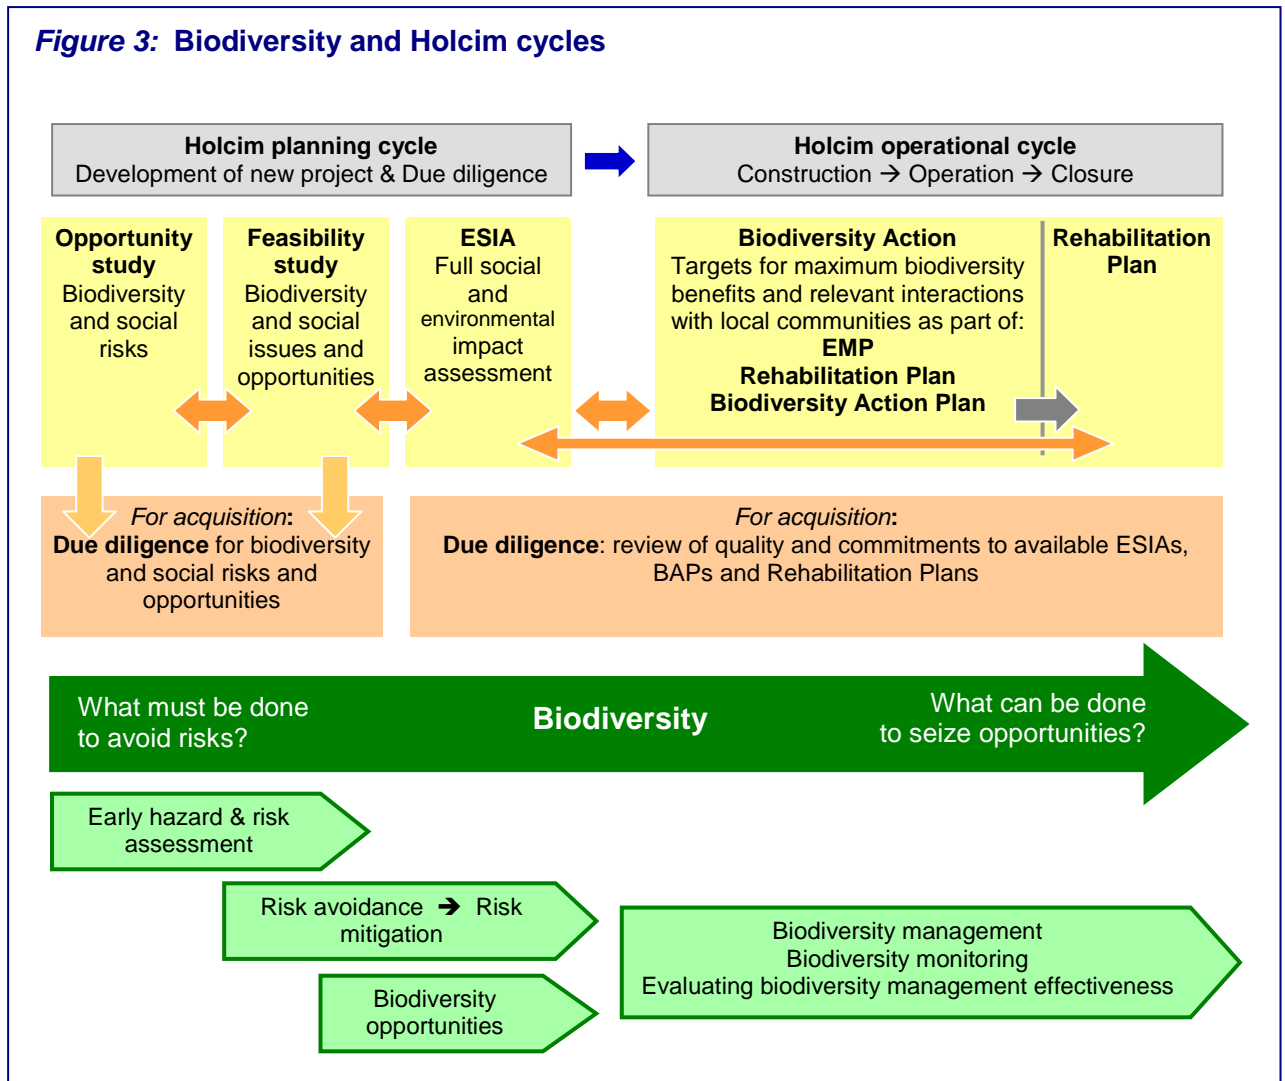 Figure 3: Biodiversity and Holcim cycles
Holcim planning cycle
Development of new project & Due diligence
Holcim operational cycle
Construction → Operation → Closure
Opportunity
study
Biodiversity
and social
risks
Feasibility
study
Biodiversity
and social
issues and
opportunities
ESIA
Full social
and
environmental
impact
assessment
Biodiversity Action
Targets for maximum biodiversity
benefits and relevant interactions
with local communities as part of:
EMP
Rehabilitation Plan
Biodiversity Action Plan
Rehabilitation
Plan
For acquisition:
Due diligence for biodiversity
and social risks and
opportunities
For acquisition:
Due diligence: review of quality and commitments to available ESIAs,
BAPs and Rehabilitation Plans
What must be done
to avoid risks?
Biodiversity
What can be done
to seize opportunities?
Early hazard & risk
assessment
Risk avoidance ➔ Risk
mitigation
Biodiversity
opportunities
Biodiversity management
Biodiversity monitoring
Evaluating biodiversity management effectiveness